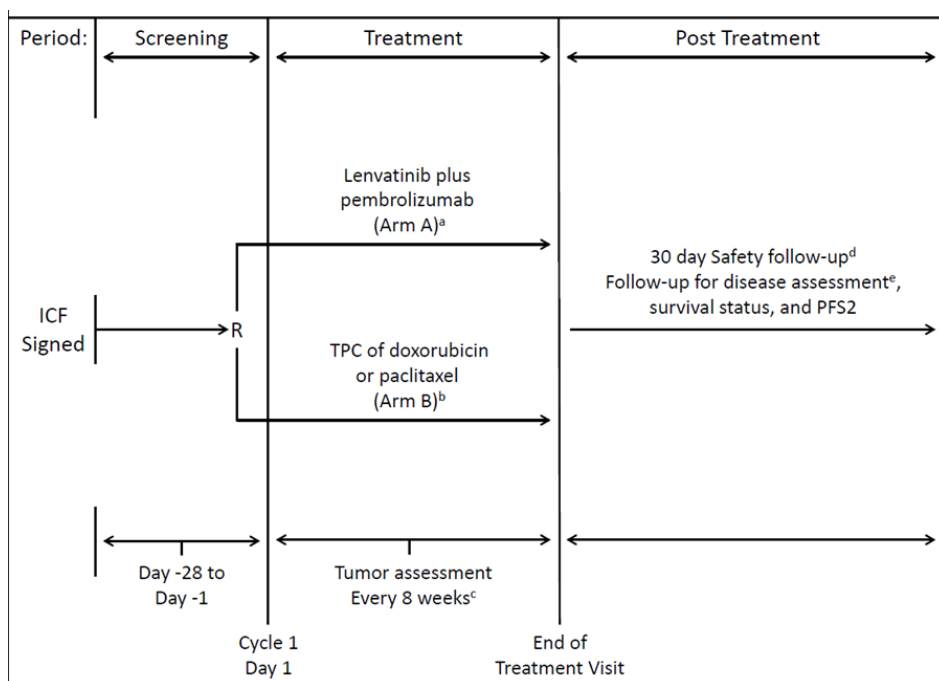 Period: Screening Treatment Post Treatment
Lenvatinib plus
pembrolizumab
(Arm A)ᵃ
30 day Safety follow-upᵈ
Follow-up for disease assessmentᵉ,
survival status, and PFS2
ICF
Signed
R
TPC of doxorubicin
or paclitaxel
(Arm B)ᵇ
Day -28 to
Day -1
Tumor assessment
Every 8 weeksᶜ
Cycle 1
Day 1
End of
Treatment Visit